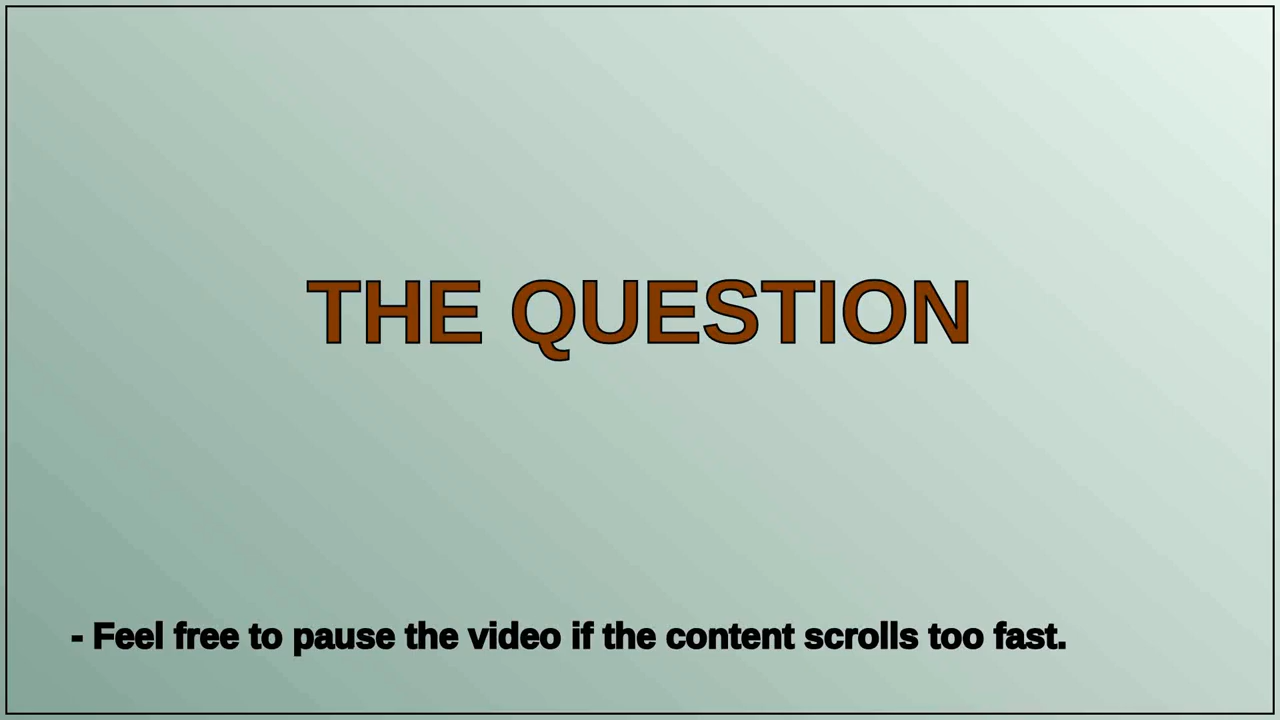 THE QUESTION
- Feel free to pause the video if the content scrolls too fast.